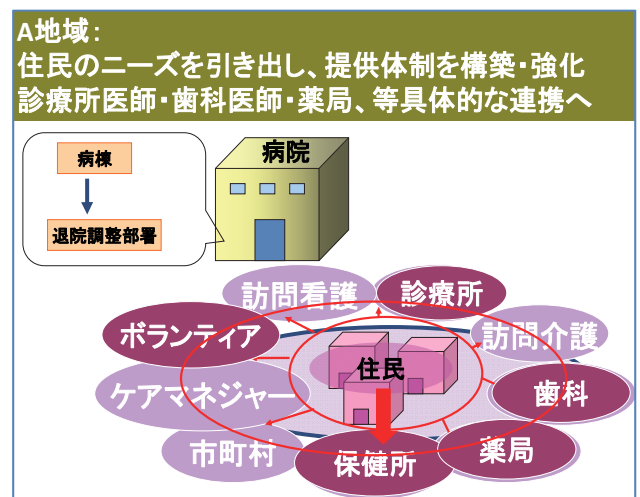 A地域：
住民のニーズを引き出し、提供体制を構築・強化
診療所医師・歯科医師・薬局、等具体的な連携へ
病棟
退院調整部署
病院
訪問看護
診療所
ボランティア
訪問介護
住民
ケアマネジャー
歯科
市町村
保健所
薬局